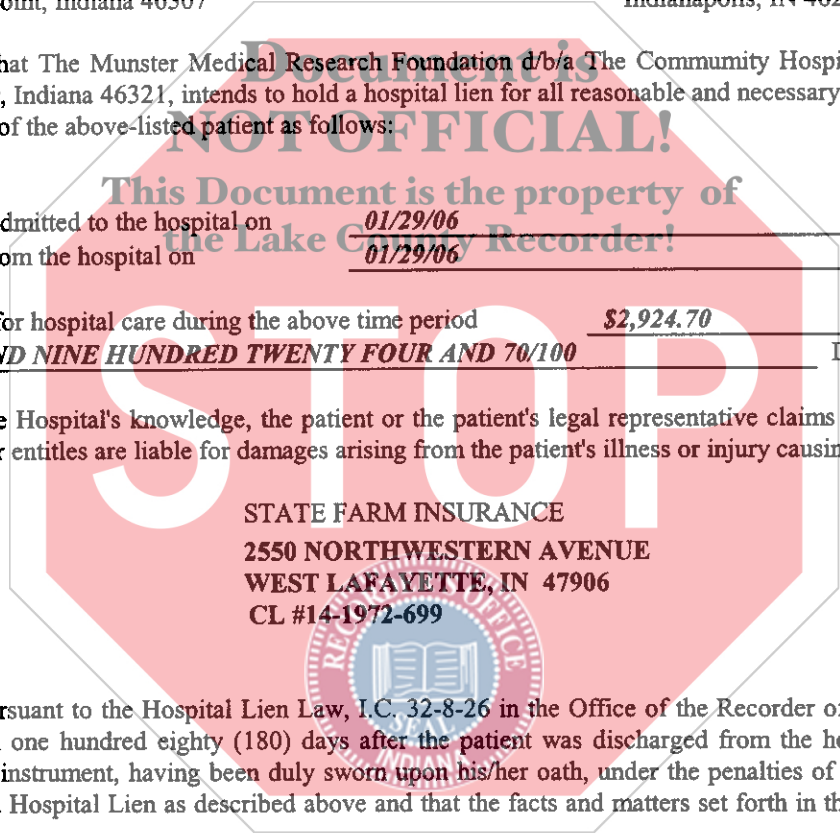 oint, Indiana 46307 Indianapolis, IN 462
hat The Munster Medical Research Foundation d/b/a The Community Hospi
, Indiana 46321, intends to hold a hospital lien for all reasonable and necessary
of the above-listed patient as follows:
Document is
NOT OFFICIAL!
This Document is the property of
the Lake County Recorder!
dmitted to the hospital on 01/29/06
om the hospital on 01/29/06
for hospital care during the above time period $2,924.70
ND NINE HUNDRED TWENTY FOUR AND 70/100 D
STOP
e Hospital's knowledge, the patient or the patient's legal representative claims
r entitles are liable for damages arising from the patient's illness or injury causin
STATE FARM INSURANCE
2550 NORTHWESTERN AVENUE
WEST LAFAYETTE, IN 47906
CL #14-1972-699
RECORDER'S OFFICE
SEAL
INDIANA
rsuant to the Hospital Lien Law, I.C. 32-8-26 in the Office of the Recorder o
one hundred eighty (180) days after the patient was discharged from the ho
instrument, having been duly sworn upon his/her oath, under the penalties of
. Hospital Lien as described above and that the facts and matters set forth in th